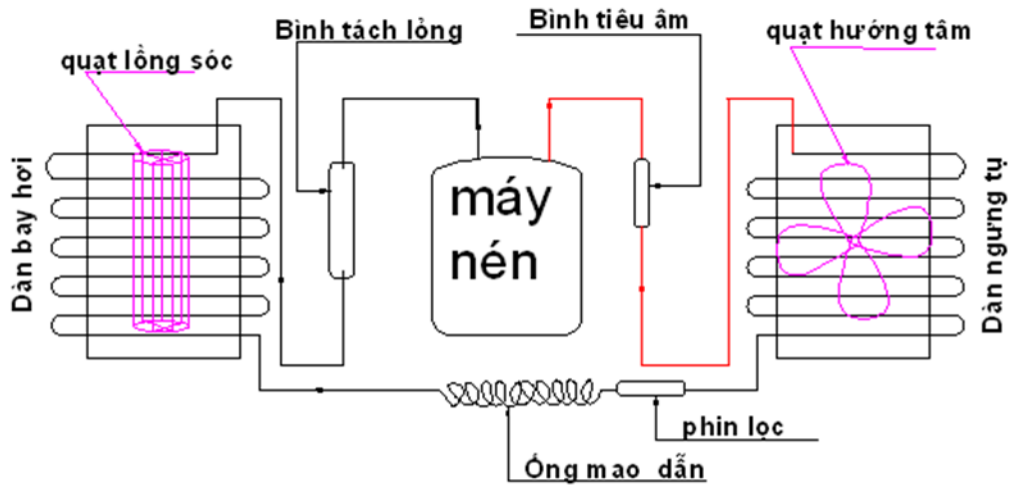 Bình tiêu âm
Bình tách lỏng
quạt hướng tâm
quạt lồng sóc
máy
nén
Dàn bay hơi
Dàn ngưng tụ
phin lọc
Ống mao dẫn